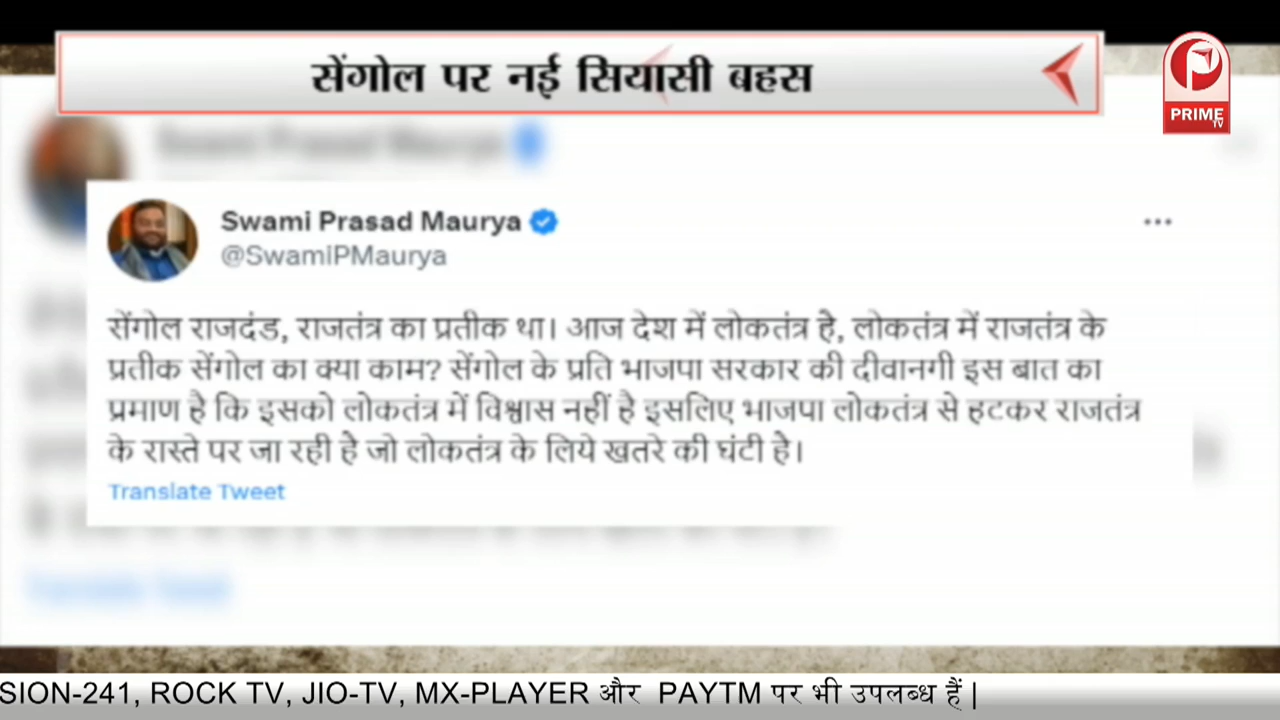 सेंगोल पर नई सियासी बहस
PRIME
TV
Swami Prasad Maurya
@SwamiPMaurya
सेंगोल राजदंड, राजतंत्र का प्रतीक था। आज देश में लोकतंत्र है, लोकतंत्र में राजतंत्र के
प्रतीक सेंगोल का क्या काम? सेंगोल के प्रति भाजपा सरकार की दीवानगी इस बात का
प्रमाण है कि इसको लोकतंत्र में विश्वास नहीं है इसलिए भाजपा लोकतंत्र से हटकर राजतंत्र
के रास्ते पर जा रही है जो लोकतंत्र के लिये खतरे की घंटी है।
Translate Tweet
SION-241, ROCK TV, JIO-TV, MX-PLAYER और PAYTM पर भी उपलब्ध हैं |